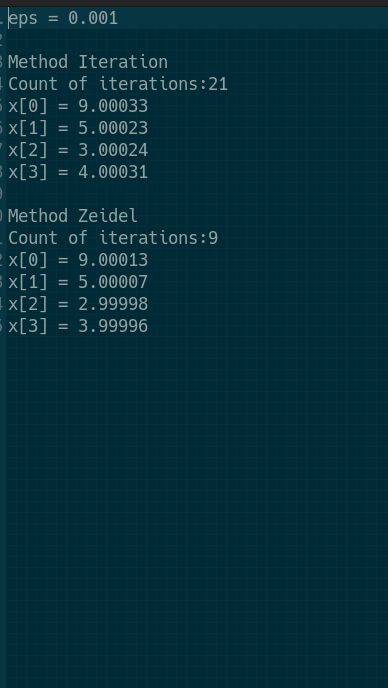 eps = 0.001
Method Iteration
Count of iterations:21
x[0] = 9.00033
x[1] = 5.00023
x[2] = 3.00024
x[3] = 4.00031
Method Zeidel
Count of iterations:9
x[0] = 9.00013
x[1] = 5.00007
x[2] = 2.99998
x[3] = 3.99996